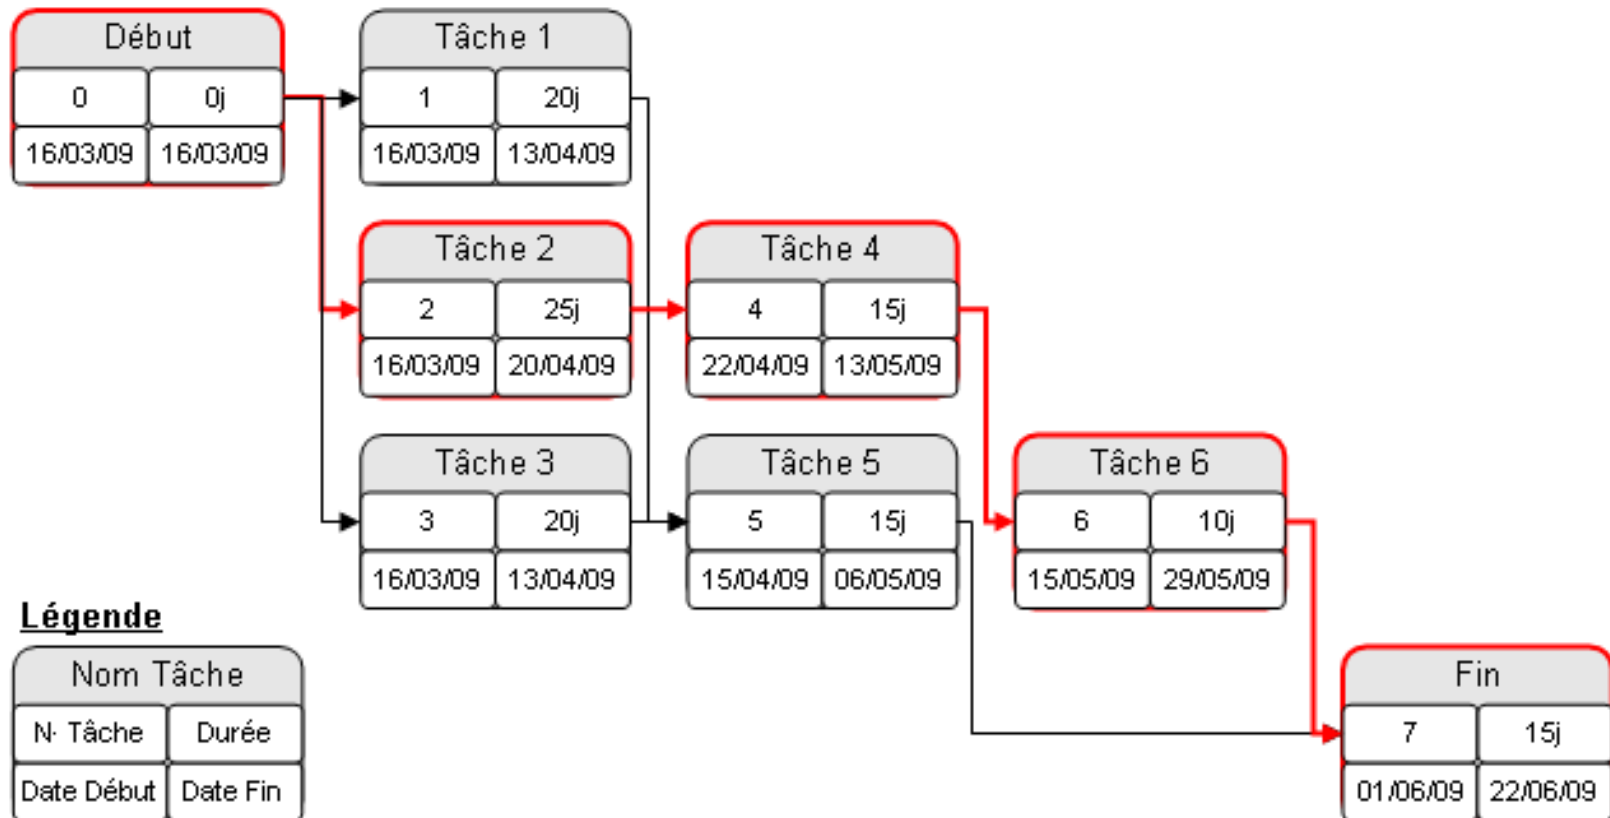 Début
0 0j
16/03/09 16/03/09
Tâche 1
1 20j
16/03/09 13/04/09
Tâche 2
2 25j
16/03/09 20/04/09
Tâche 4
4 15j
22/04/09 13/05/09
Tâche 3
3 20j
16/03/09 13/04/09
Tâche 5
5 15j
15/04/09 06/05/09
Tâche 6
6 10j
15/05/09 29/05/09
Légende
Nom Tâche
N· Tâche Durée
Date Début Date Fin
Fin
7 15j
01/06/09 22/06/09